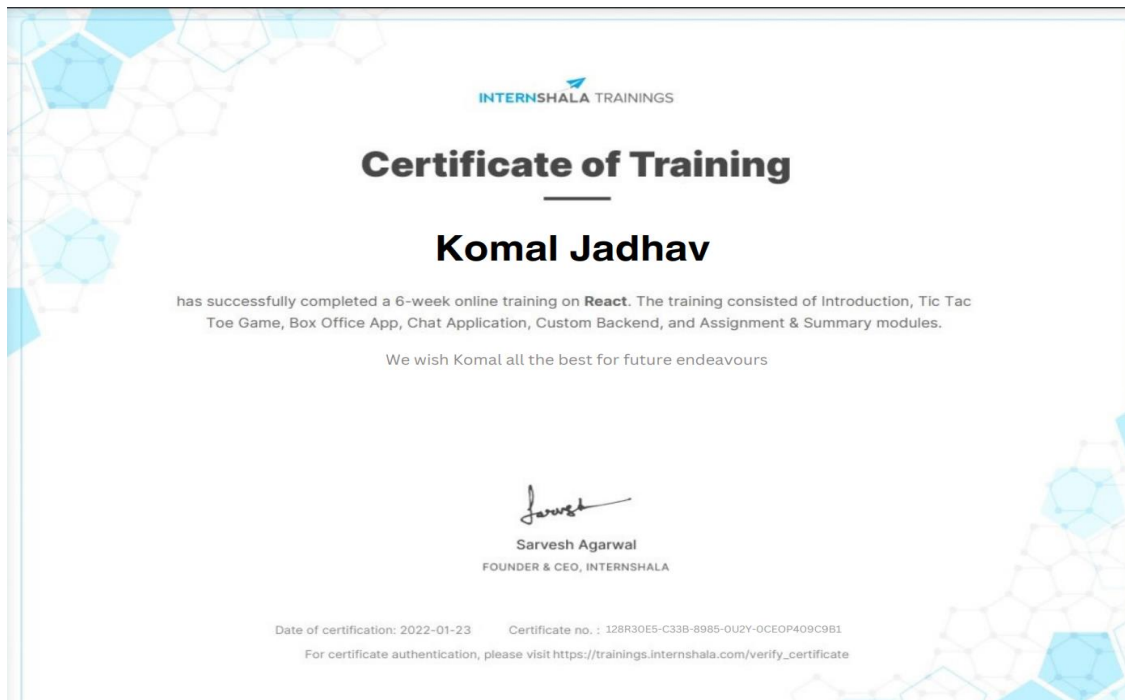 INTERNSHALA TRAININGS
Certificate of Training
Komal Jadhav
has successfully completed a 6-week online training on React. The training consisted of Introduction, Tic Tac
Toe Game, Box Office App, Chat Application, Custom Backend, and Assignment & Summary modules.
We wish Komal all the best for future endeavours
Sarvesh
Sarvesh Agarwal
FOUNDER & CEO, INTERNSHALA
Date of certification: 2022-01-23 Certificate no. : 128R30E5-C33B-8985-0U2Y-0CEOP409C9B1
For certificate authentication, please visit https://trainings.internshala.com/verify_certificate